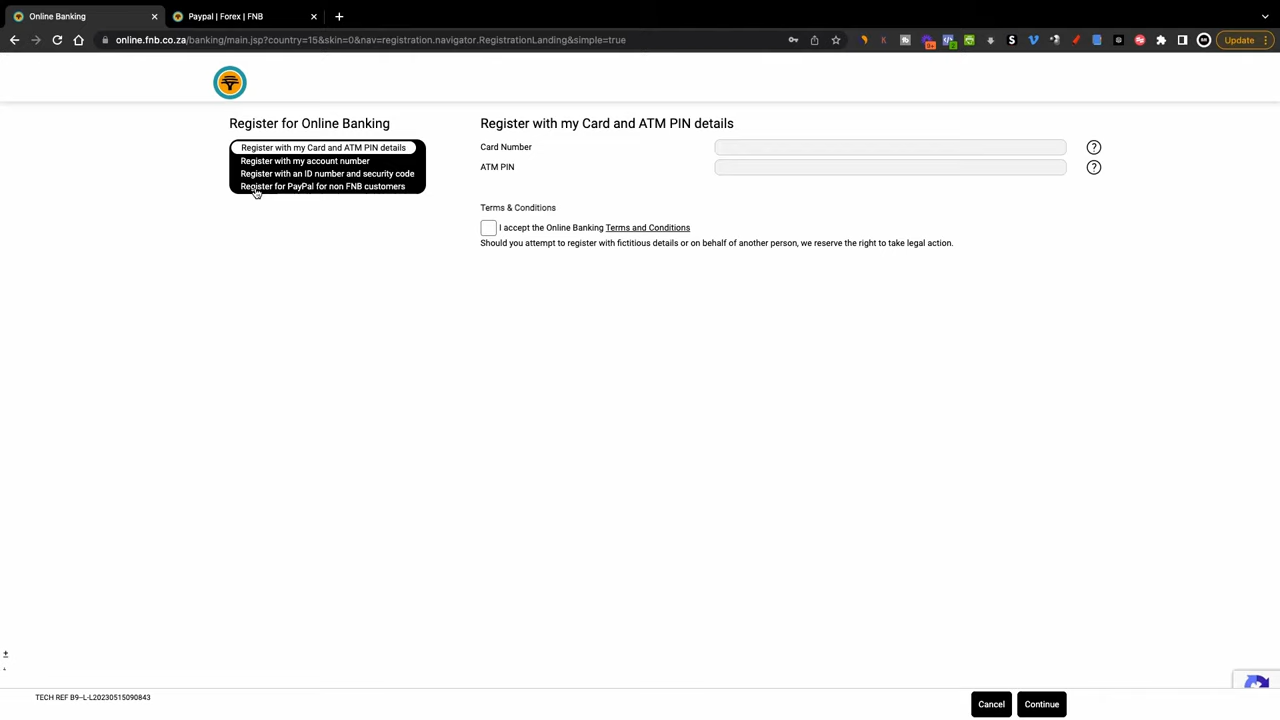 Online Banking
Paypal | Forex | FNB
online.fnb.co.za/banking/main.jsp?country=15&skin=0&nav=registration.navigator.RegistrationLanding&simple=true
Update
Register for Online Banking
Register with my Card and ATM PIN details
Register with my account number
Register with an ID number and security code
Register for PayPal for non FNB customers
Register with my Card and ATM PIN details
Card Number
?
ATM PIN
?
Terms & Conditions
I accept the Online Banking Terms and Conditions
Should you attempt to register with fictitious details or on behalf of another person, we reserve the right to take legal action.
+
TECH REF B9--L-L20230515090843
Cancel
Continue